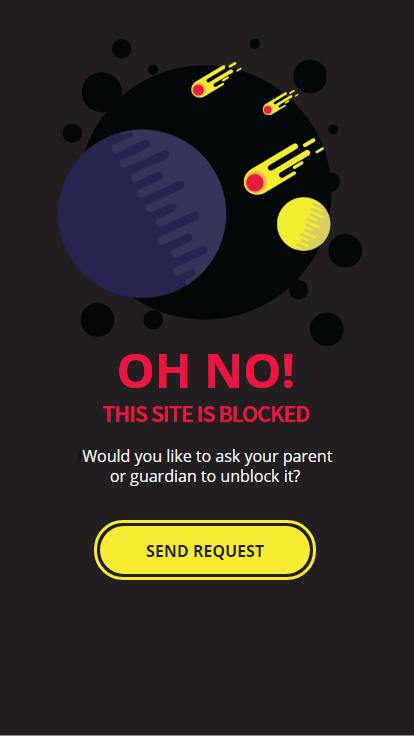 OH NO!
THIS SITE IS BLOCKED
Would you like to ask your parent
or guardian to unblock it?
SEND REQUEST